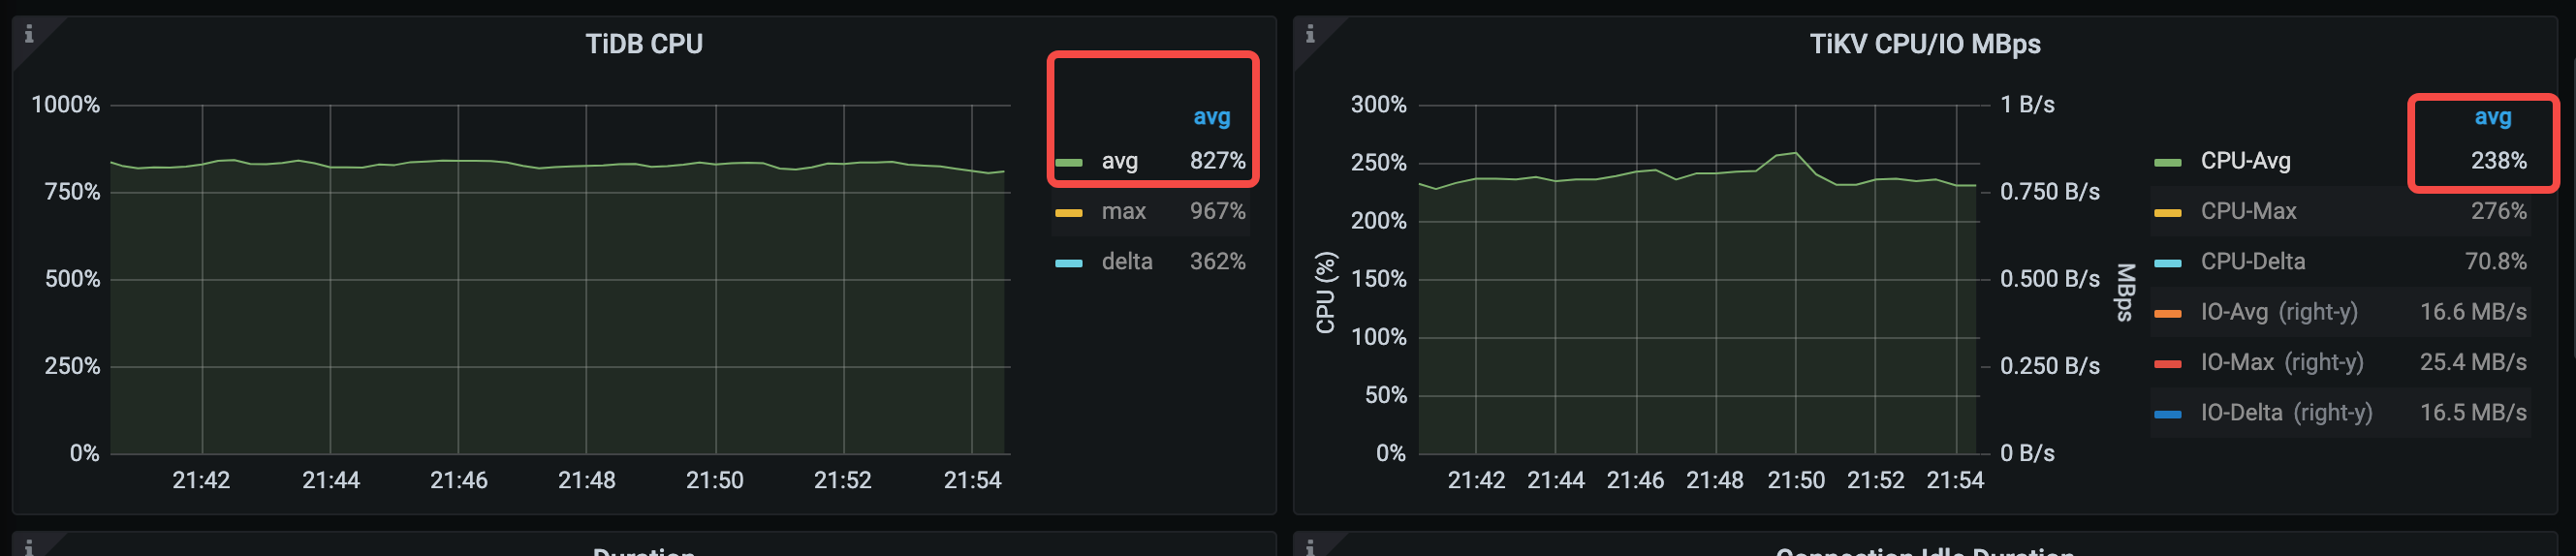 TiDB CPU
1000%
750%
500%
250%
0%
21:42 21:44 21:46 21:48 21:50 21:52 21:54
avg
avg 827%
max 967%
delta 362%
TiKV CPU/IO MBps
CPU (%)
300%
250%
200%
150%
100%
50%
0%
1 B/s
0.750 B/s
0.500 B/s
0.250 B/s
0 B/s
MBps
21:42 21:44 21:46 21:48 21:50 21:52 21:54
avg
CPU-Avg 238%
CPU-Max 276%
CPU-Delta 70.8%
IO-Avg (right-y) 16.6 MB/s
IO-Max (right-y) 25.4 MB/s
IO-Delta (right-y) 16.5 MB/s
Duration
Connection Idle Duration